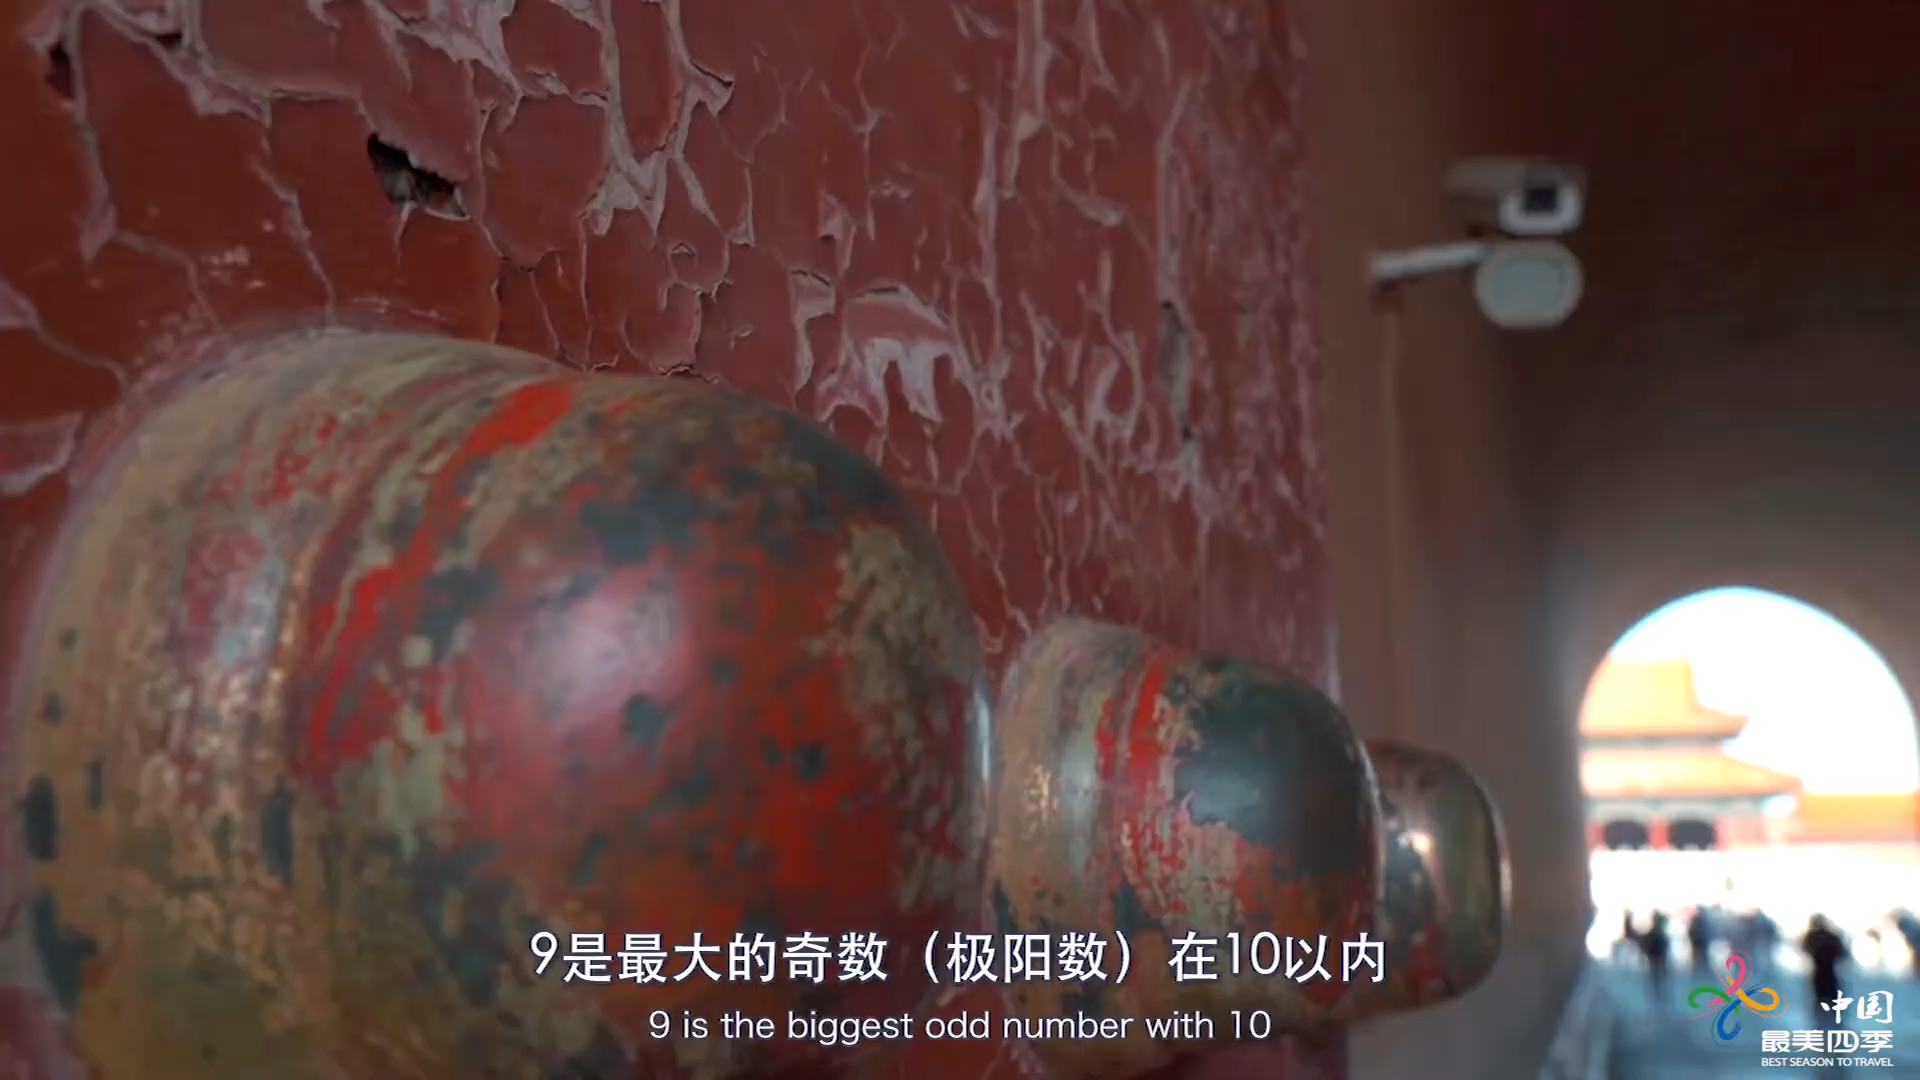 9是最大的奇数（极阳数）在10以内
9 is the biggest odd number with 10
中国
最美四季
BEST SEASON TO TRAVEL